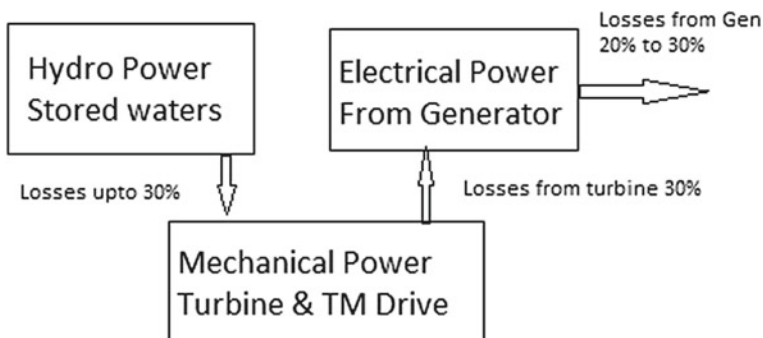 Hydro Power
Stored waters
Losses upto 30%
Mechanical Power
Turbine & TM Drive
Losses from turbine 30%
Electrical Power
From Generator
Losses from Gen
20% to 30%